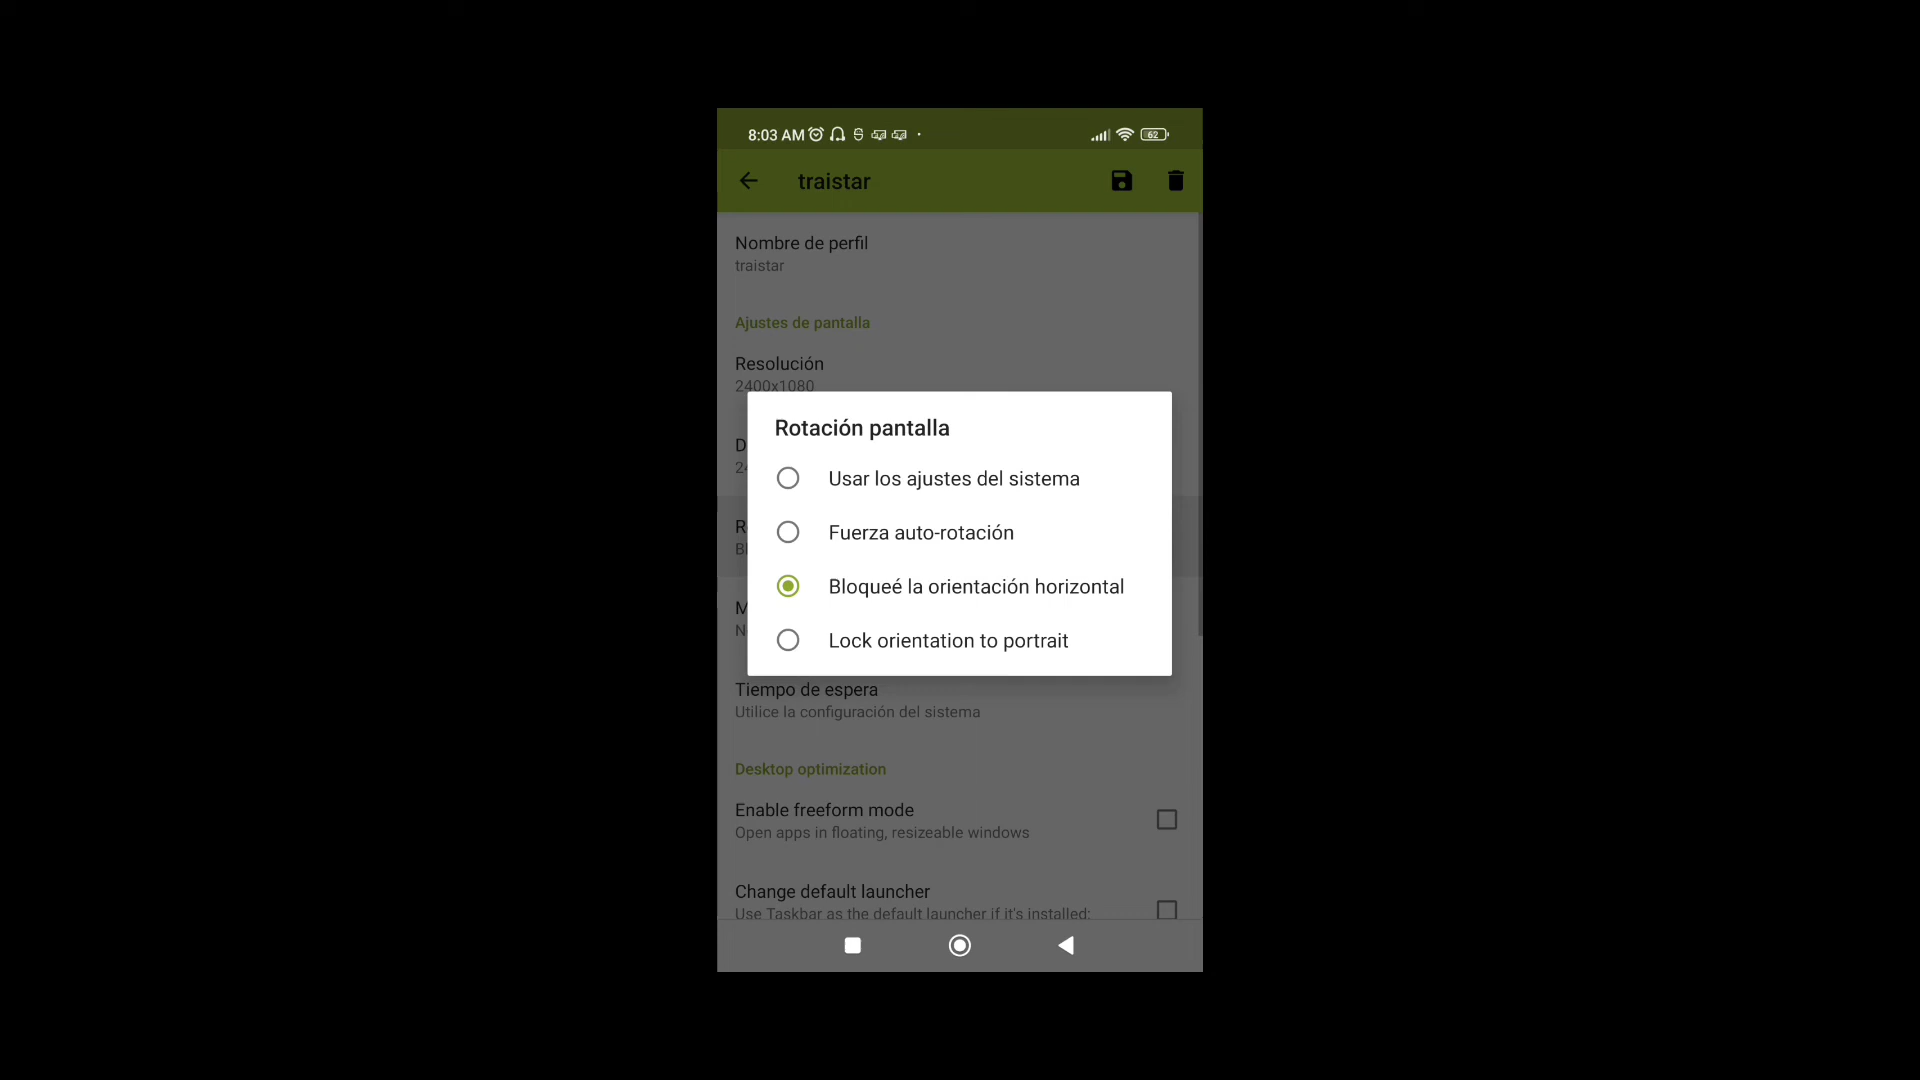 8:03 AM
62
traistar
Nombre de perfil
traistar
Ajustes de pantalla
Resolución
2400x1080
Rotación pantalla
Usar los ajustes del sistema
Fuerza auto-rotación
Bloqueé la orientación horizontal
Lock orientation to portrait
Tiempo de espera
Utilice la configuración del sistema
Desktop optimization
Enable freeform mode
Open apps in floating, resizeable windows
Change default launcher
Use Taskbar as the default launcher if it's installed;